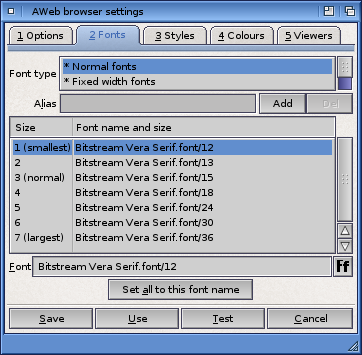 AWeb browser settings
1 Options 2 Fonts 3 Styles 4 Colours 5 Viewers
Font type * Normal fonts
* Fixed width fonts
Alias Add Del
Size Font name and size
1 (smallest) Bitstream Vera Serif.font/12
2 Bitstream Vera Serif.font/13
3 (normal) Bitstream Vera Serif.font/15
4 Bitstream Vera Serif.font/18
5 Bitstream Vera Serif.font/24
6 Bitstream Vera Serif.font/30
7 (largest) Bitstream Vera Serif.font/36
Font Bitstream Vera Serif.font/12 Ff
Set all to this font name
Save Use Test Cancel